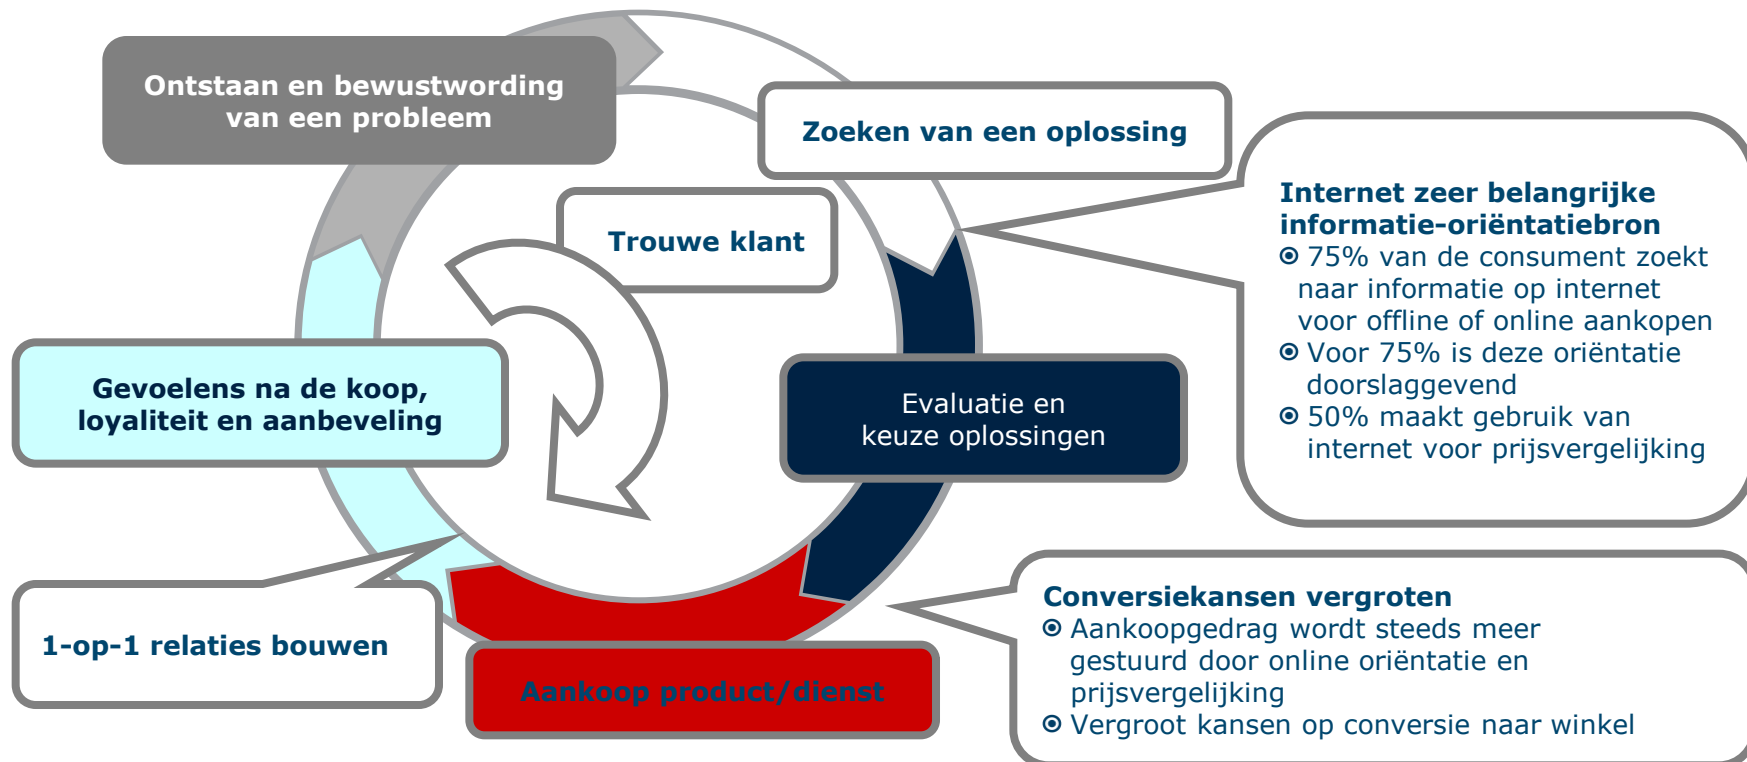 Ontstaan en bewustwording
van een probleem
Zoeken van een oplossing
Trouwe klant
Internet zeer belangrijke
informatie-oriëntatiebron
75% van de consument zoekt
naar informatie op internet
voor offline of online aankopen
Voor 75% is deze oriëntatie
doorslaggevend
50% maakt gebruik van
internet voor prijsvergelijking
Gevoelens na de koop,
loyaliteit en aanbeveling
Evaluatie en
keuze oplossingen
1-op-1 relaties bouwen
Aankoop product/dienst
Conversiekansen vergroten
Aankoopgedrag wordt steeds meer
gestuurd door online oriëntatie en
prijsvergelijking
Vergroot kansen op conversie naar winkel